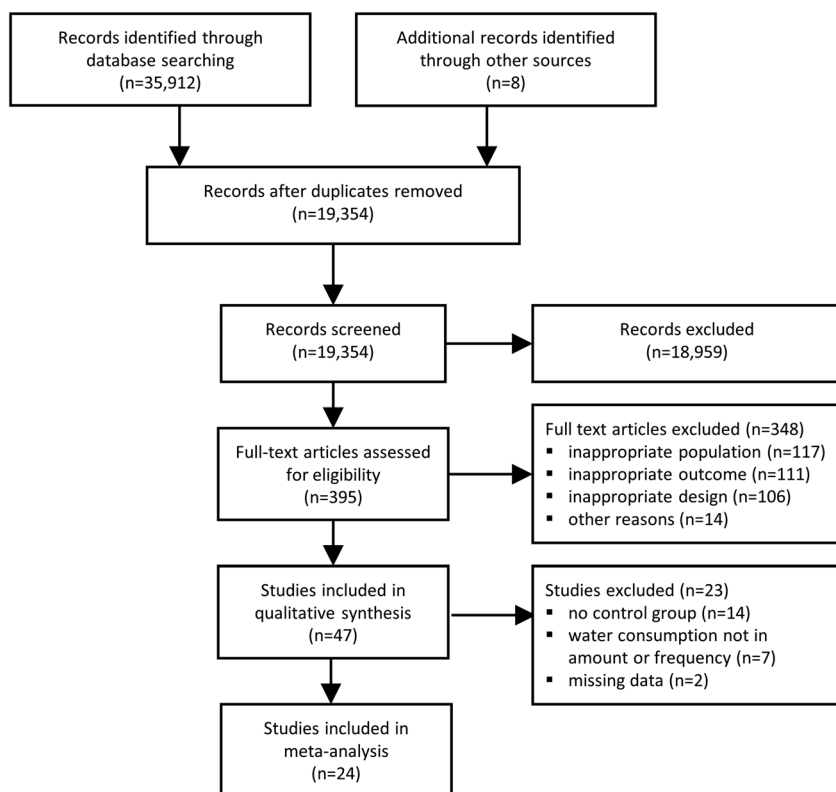 Records identified through
database searching
(n=35,912)
Additional records identified
through other sources
(n=8)
Records after duplicates removed
(n=19,354)
Records screened
(n=19,354)
Records excluded
(n=18,959)
Full-text articles assessed
for eligibility
(n=395)
Full text articles excluded (n=348)
▪ inappropriate population (n=117)
▪ inappropriate outcome (n=111)
▪ inappropriate design (n=106)
▪ other reasons (n=14)
Studies included in
qualitative synthesis
(n=47)
Studies excluded (n=23)
▪ no control group (n=14)
▪ water consumption not in
amount or frequency (n=7)
▪ missing data (n=2)
Studies included in
meta-analysis
(n=24)